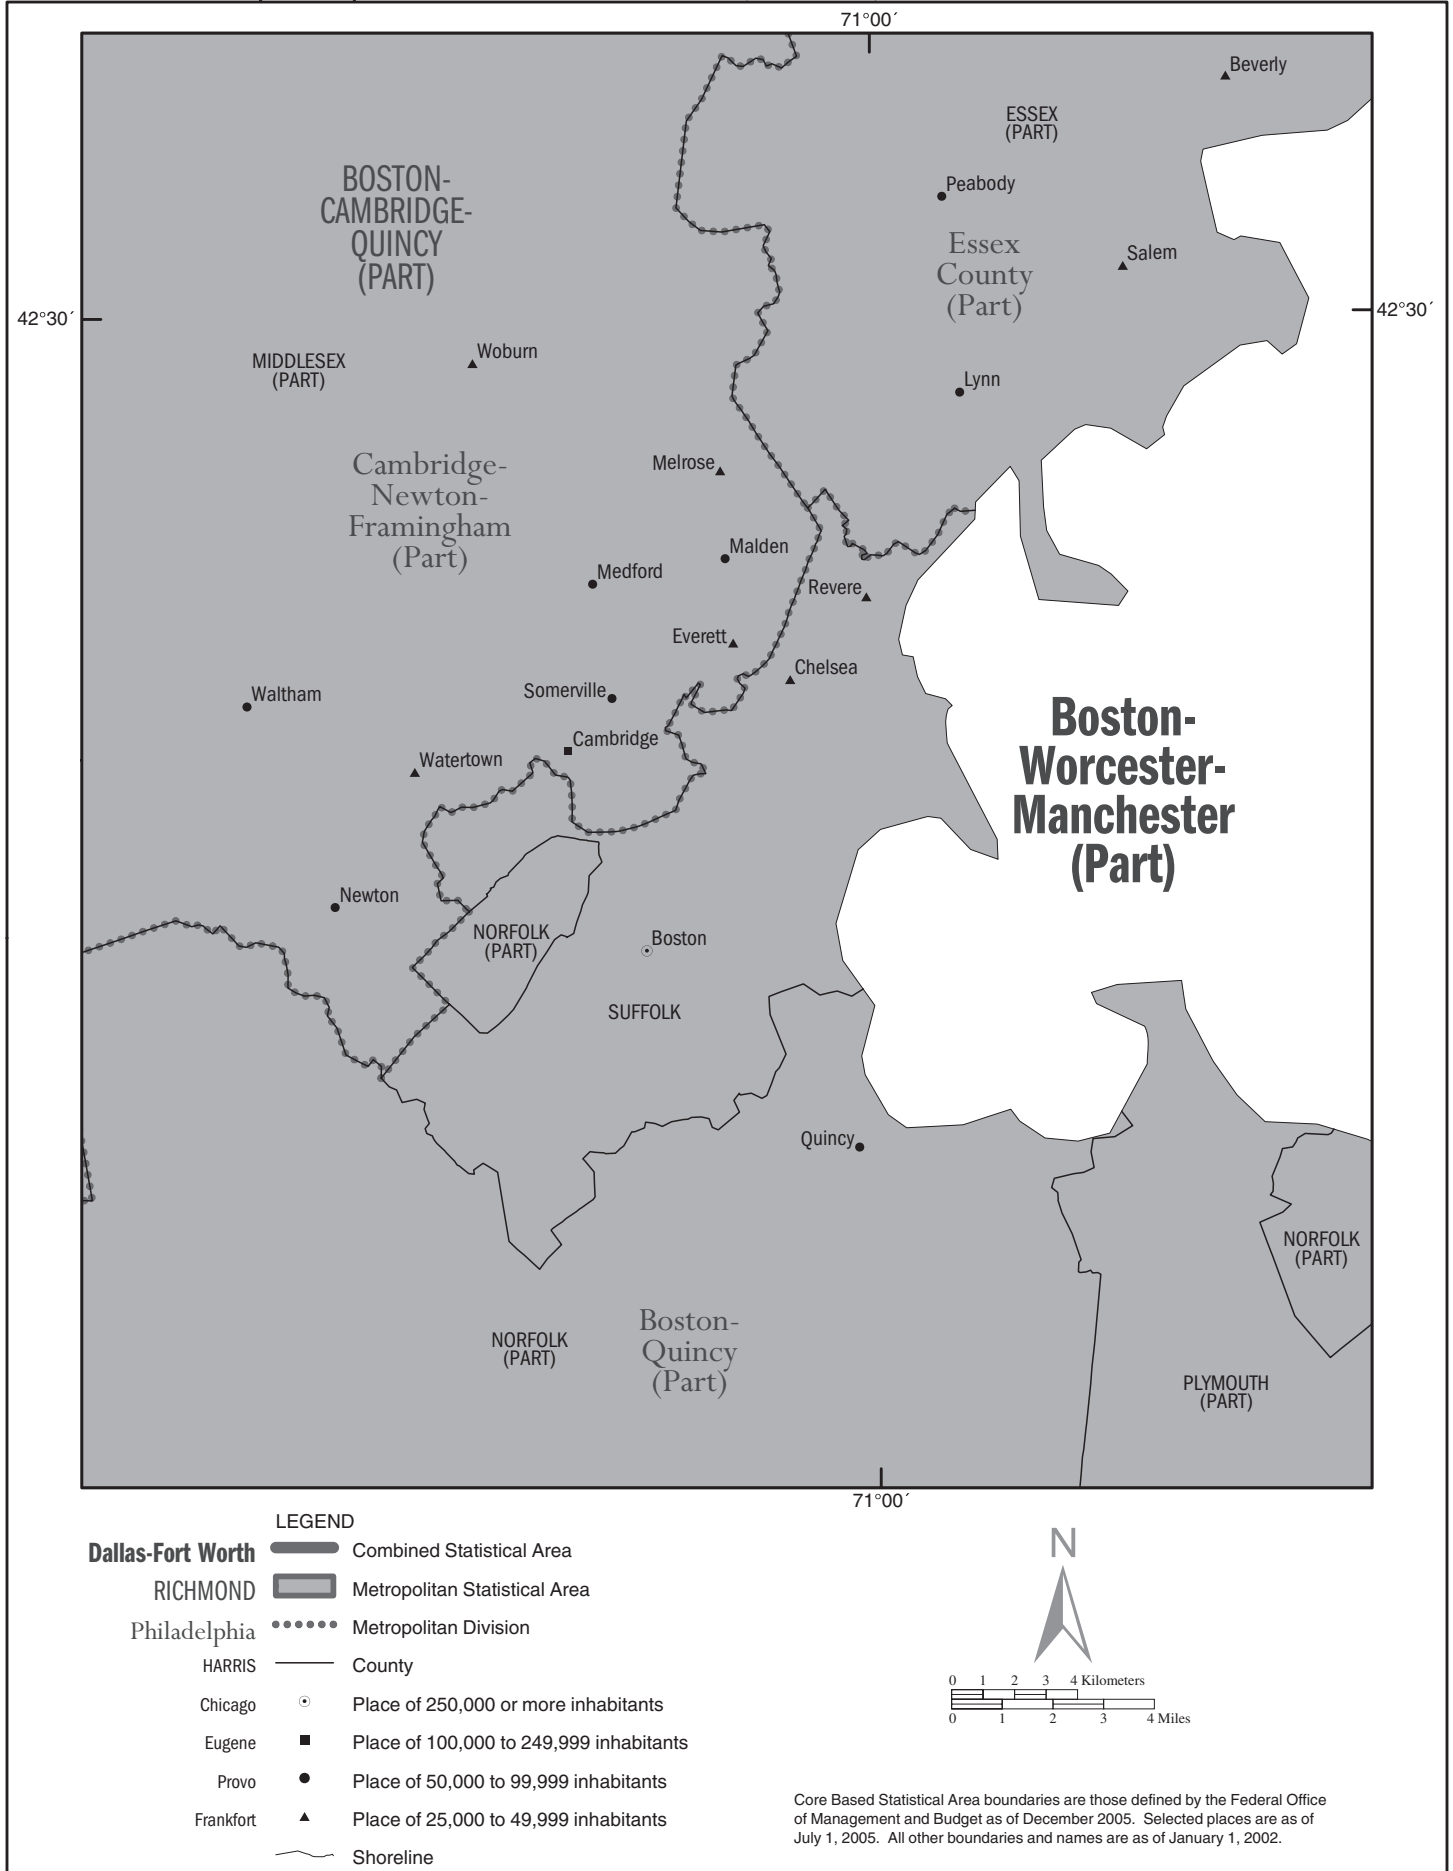 71°00´
Beverly
ESSEX
(PART)
BOSTON-
CAMBRIDGE-
QUINCY
(PART)
Peabody
Essex
County
(Part)
Salem
42°30´
42°30´
Woburn
MIDDLESEX
(PART)
Lynn
Cambridge-
Newton-
Framingham
(Part)
Melrose
Malden
Medford
Revere
Everett
Chelsea
Waltham
Somerville
Cambridge
Watertown
Boston-
Worcester-
Manchester
(Part)
Newton
NORFOLK
(PART)
Boston
SUFFOLK
Quincy
NORFOLK
(PART)
Boston-
Quincy
(Part)
NORFOLK
(PART)
PLYMOUTH
(PART)
71°00´
LEGEND
Dallas-Fort Worth Combined Statistical Area
RICHMOND Metropolitan Statistical Area
Philadelphia Metropolitan Division
HARRIS County
Chicago Place of 250,000 or more inhabitants
Eugene Place of 100,000 to 249,999 inhabitants
Provo Place of 50,000 to 99,999 inhabitants
Frankfort Place of 25,000 to 49,999 inhabitants
Shoreline
N
0 1 2 3 4 Kilometers
0 1 2 3 4 Miles
Core Based Statistical Area boundaries are those defined by the Federal Office
of Management and Budget as of December 2005. Selected places are as of
July 1, 2005. All other boundaries and names are as of January 1, 2002.